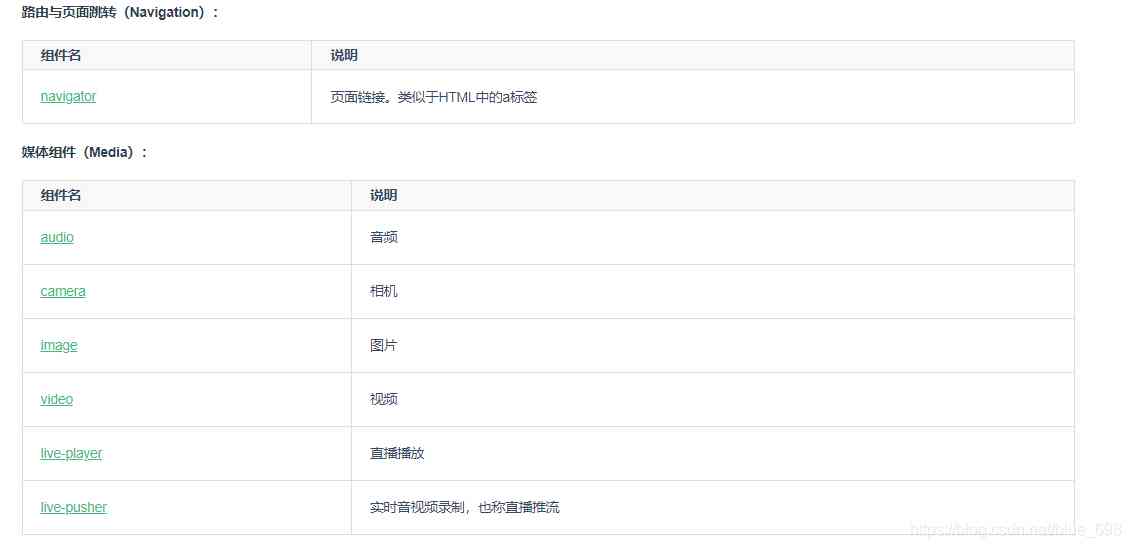 路由与页面跳转（Navigation）：
组件名 说明
navigator 页面链接。类似于HTML中的a标签
媒体组件（Media）：
组件名 说明
audio 音频
camera 相机
image 图片
video 视频
live-player 直播播放
live-pusher 实时音视频录制，也称直播推流
https://blog.csdn.net/blue_698